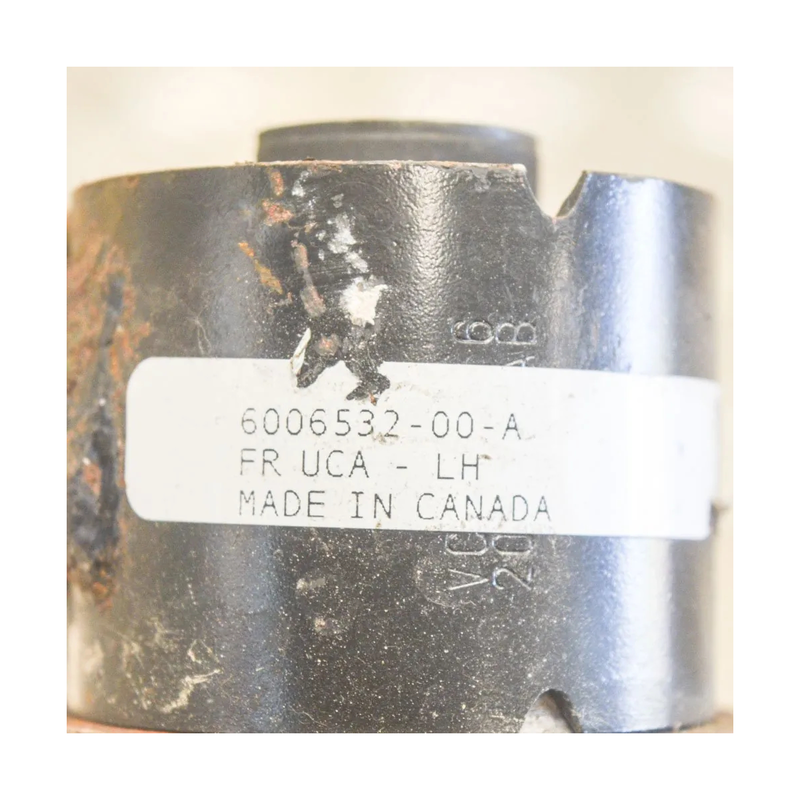 6006532-00-A
FR UCA - LH
MADE IN CANADA